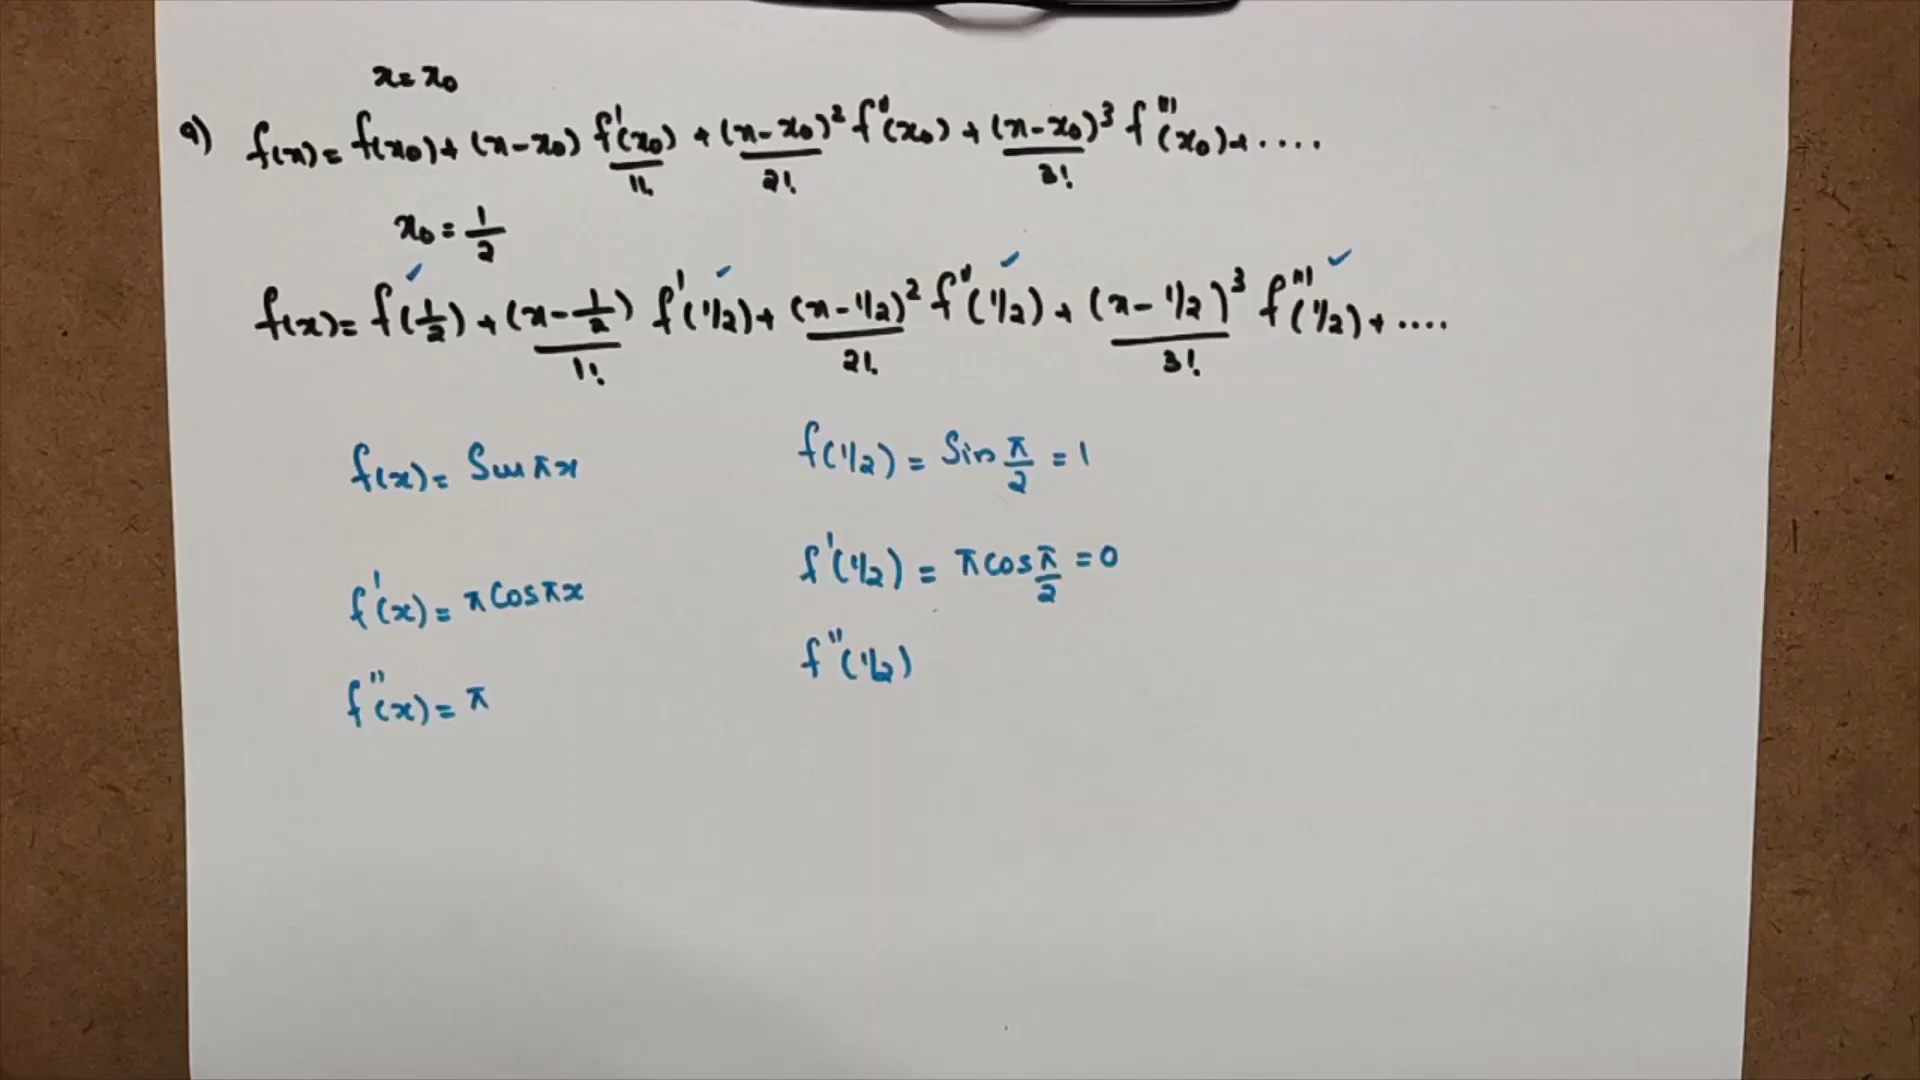 x = x₀
a) f(x) = f(x₀) + (x-x₀) f'(x₀)/1! + (x-x₀)²/2! f''(x₀) + (x-x₀)³/3! f'''(x₀) + ....
x₀ = 1/2
f(x) = f(1/2) + (x-1/2)/1! f'(1/2) + (x-1/2)²/2! f''(1/2) + (x-1/2)³/3! f'''(1/2) + ....
f(x) = Sin πx f(1/2) = Sin π/2 = 1
f'(x) = π Cos πx f'(1/2) = π cos π/2 = 0
f''(x) = π f''(1/2)